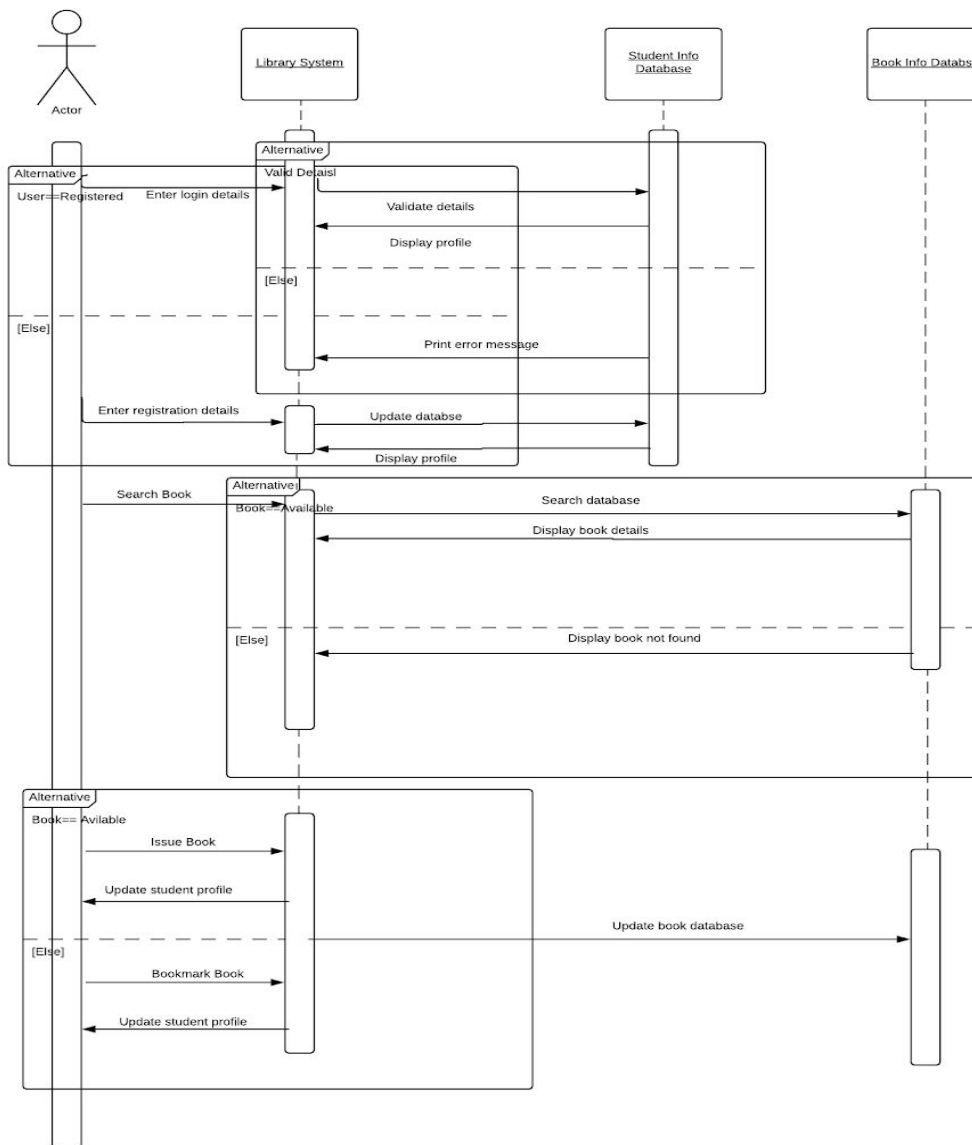 Library System
Student Info
Database
Book Info Databs
Actor
Alternative
Valid Detaisl
Alternative
User==Registered
Enter login details
Validate details
Display profile
[Else]
[Else]
Print error message
Enter registration details
Update databse
Display profile
Alternative
Search Book
Book==Available
Search database
Display book details
[Else]
Display book not found
Alternative
Book== Avilable
Issue Book
Update student profile
Update book database
[Else]
Bookmark Book
Update student profile